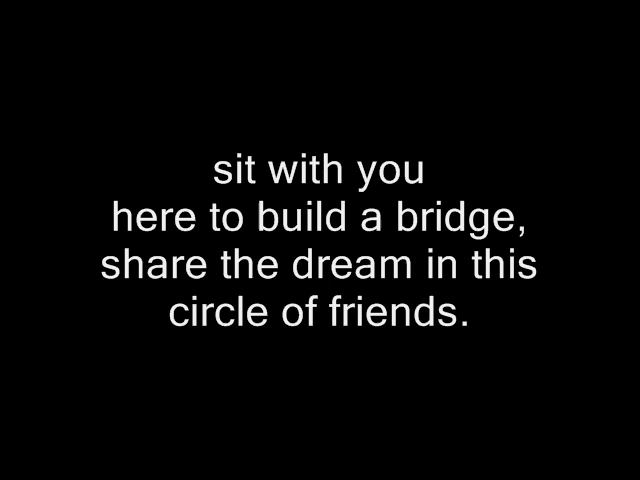 sit with you
here to build a bridge,
share the dream in this
circle of friends.